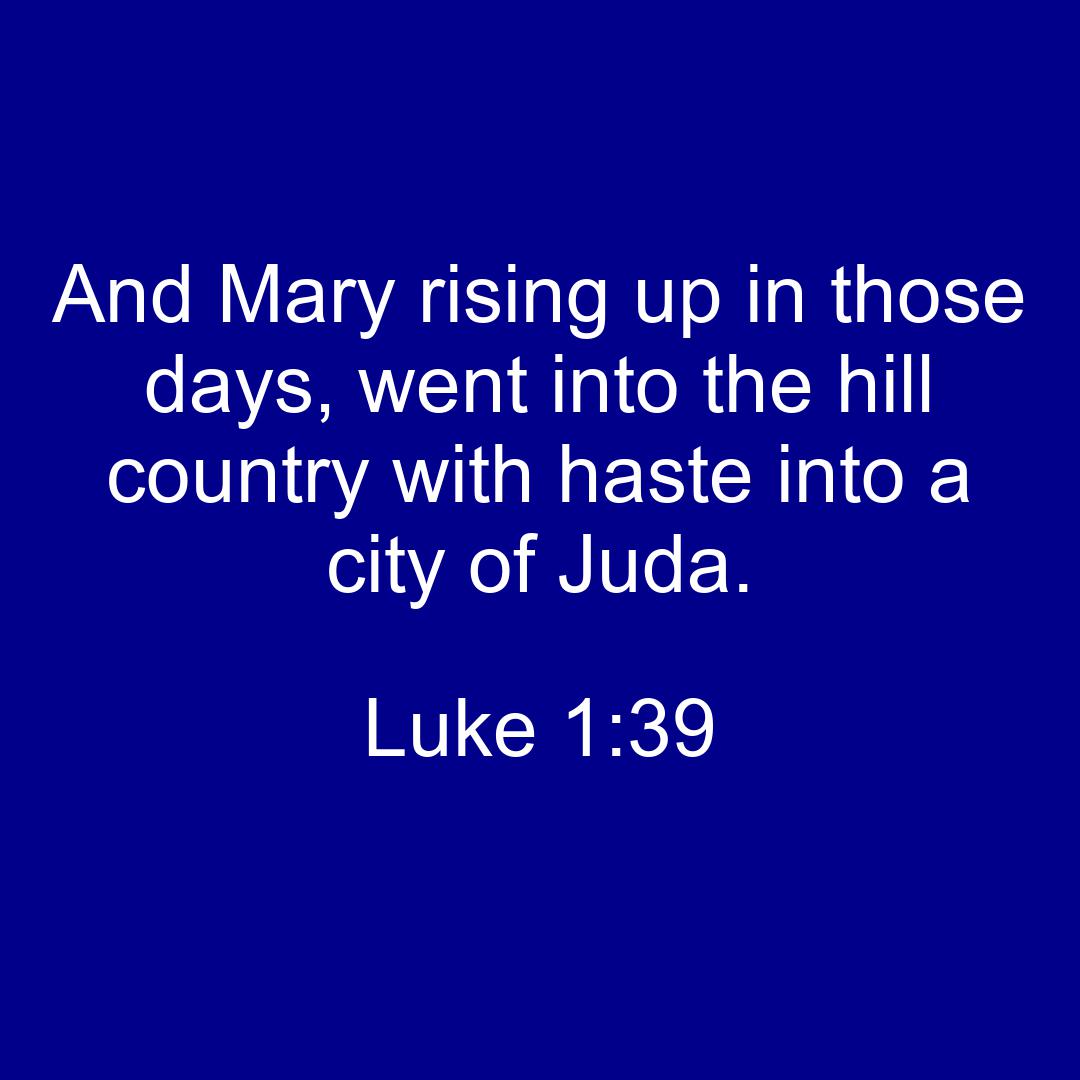 And Mary rising up in those
days, went into the hill
country with haste into a
city of Juda.
Luke 1:39